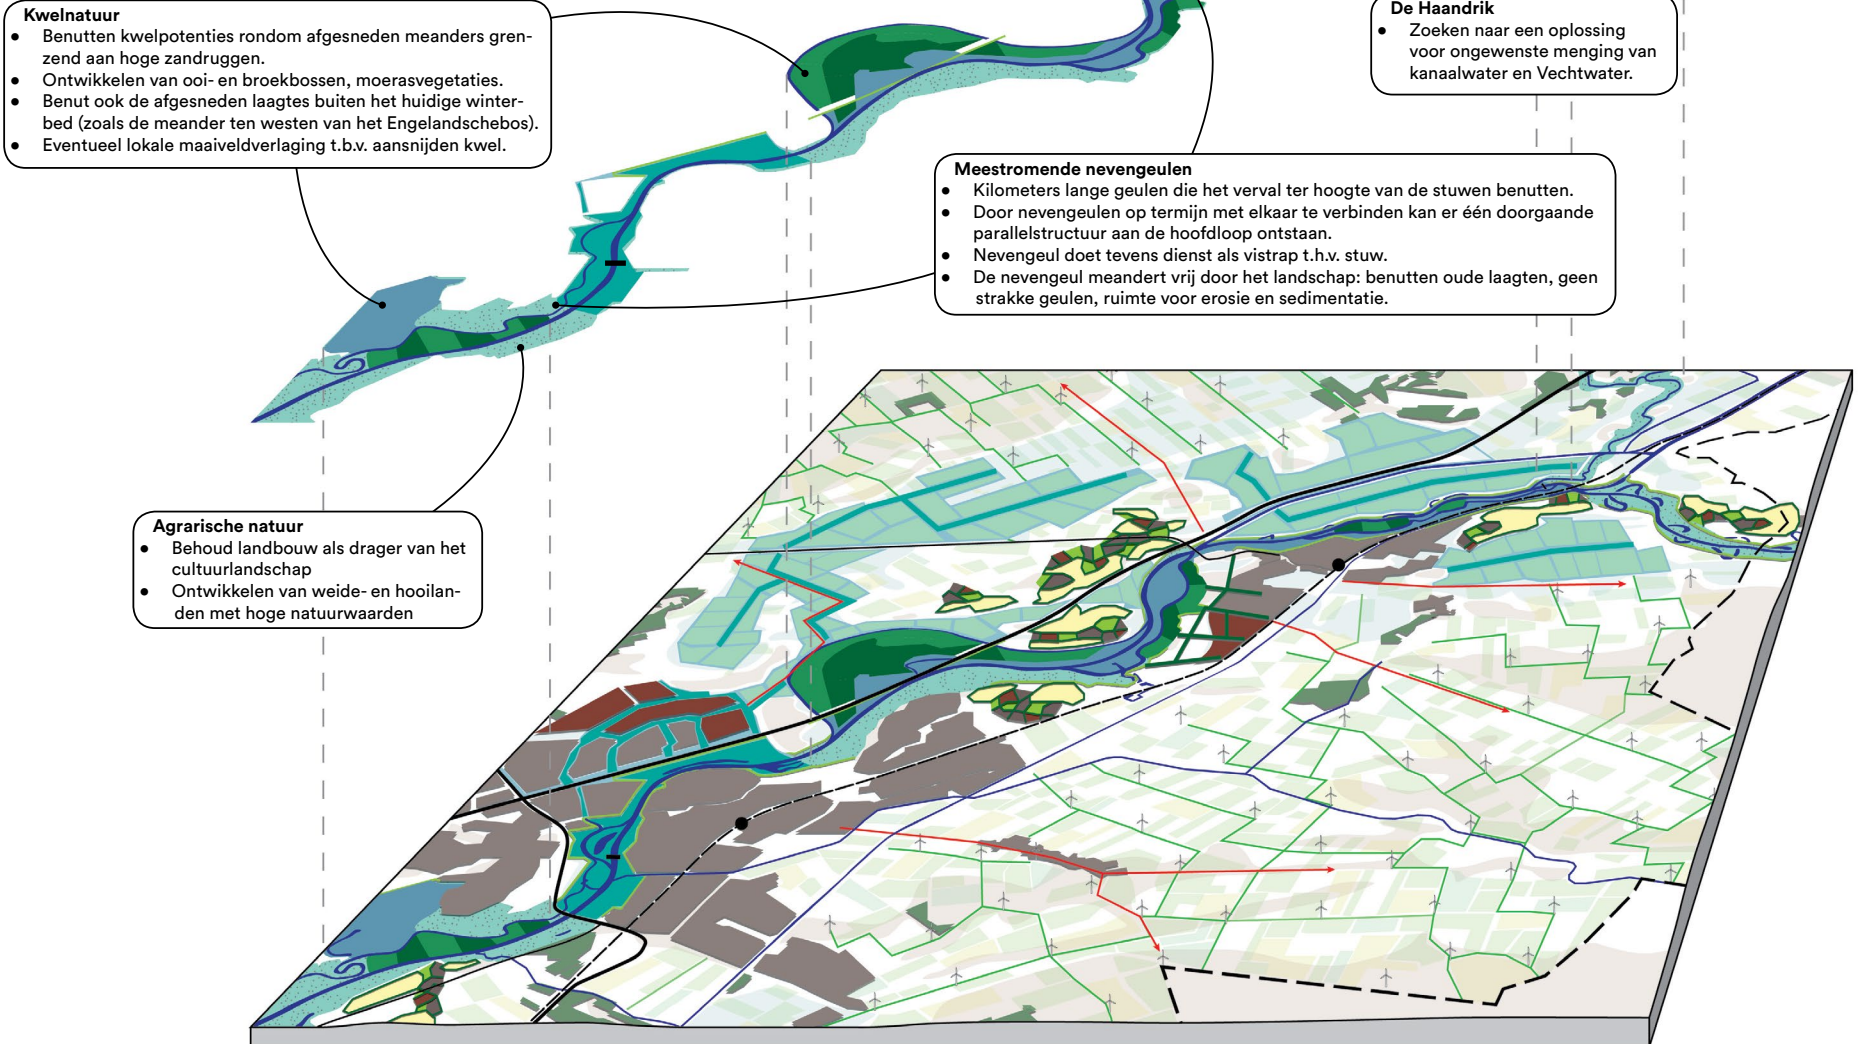 Kwelnatuur
• Benutten kwelpotenties rondom afgesneden meanders gren-
zend aan hoge zandruggen.
• Ontwikkelen van ooi- en broekbossen, moerasvegetaties.
• Benut ook de afgesneden laagtes buiten het huidige winter-
bed (zoals de meander ten westen van het Engelandschebos).
• Eventueel lokale maaiveldverlaging t.b.v. aansnijden kwel.
De Haandrik
• Zoeken naar een oplossing
voor ongewenste menging van
kanaalwater en Vechtwater.
Meestromende nevengeulen
• Kilometers lange geulen die het verval ter hoogte van de stuwen benutten.
• Door nevengeulen op termijn met elkaar te verbinden kan er één doorgaande
parallelstructuur aan de hoofdloop ontstaan.
• Nevengeul doet tevens dienst als vistrap t.h.v. stuw.
• De nevengeul meandert vrij door het landschap: benutten oude laagten, geen
strakke geulen, ruimte voor erosie en sedimentatie.
Agrarische natuur
• Behoud landbouw als drager van het
cultuurlandschap
• Ontwikkelen van weide- en hooilan-
den met hoge natuurwaarden